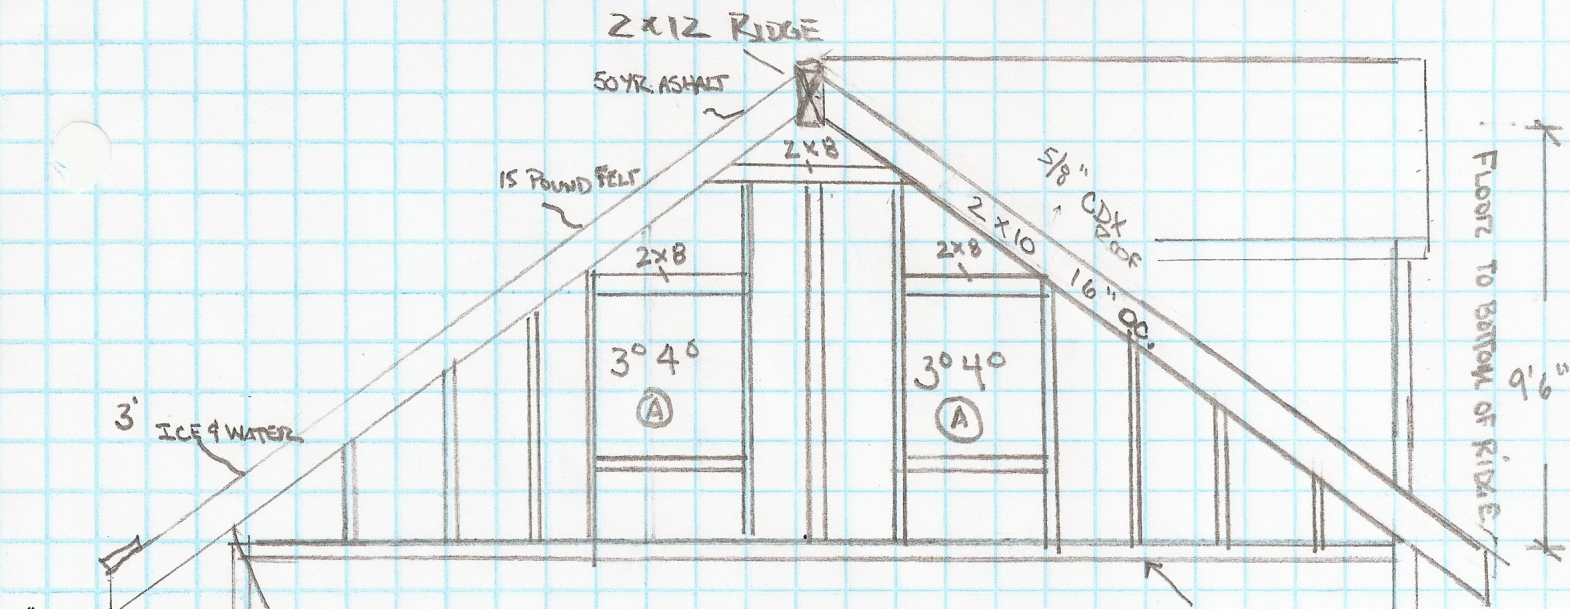 2x12 RIDGE
50 YR. ASHALT
2x8
15 POUND FELT
5/8" CDX
ROOF
2x10
16" O.C.
2x8
2x8
3⁰ 4⁰
A
3⁰ 4⁰
A
3' ICE & WATER
FLOOR TO BOTTOM OF RIDGE
9'6"